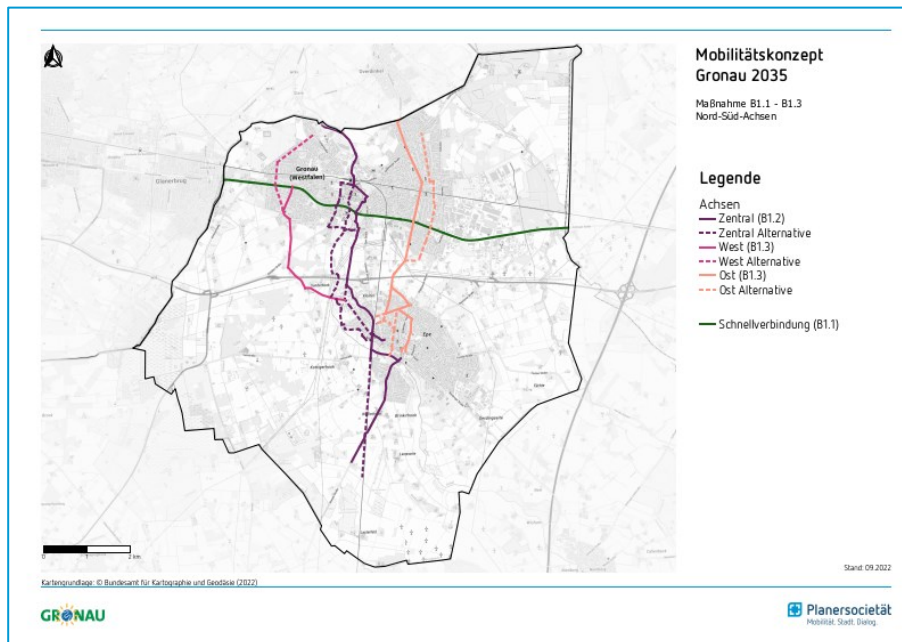 Mobilitätskonzept
Gronau 2035
Maßnahme B1.1 - B1.3
Nord-Süd-Achsen
Legende
Achsen
Zentral (B1.2)
Zentral Alternative
West (B1.3)
West Alternative
Ost (B1.3)
Ost Alternative
Schnellverbindung (B1.1)
Glanerbrug
Gronau
(Westfalen)
Epe
0 2 km
Stand: 09.2022
Kartengrundlage: © Bundesamt für Kartographie und Geodäsie (2022)
GRONAU
Planersocietät
Mobilität. Stadt. Dialog.